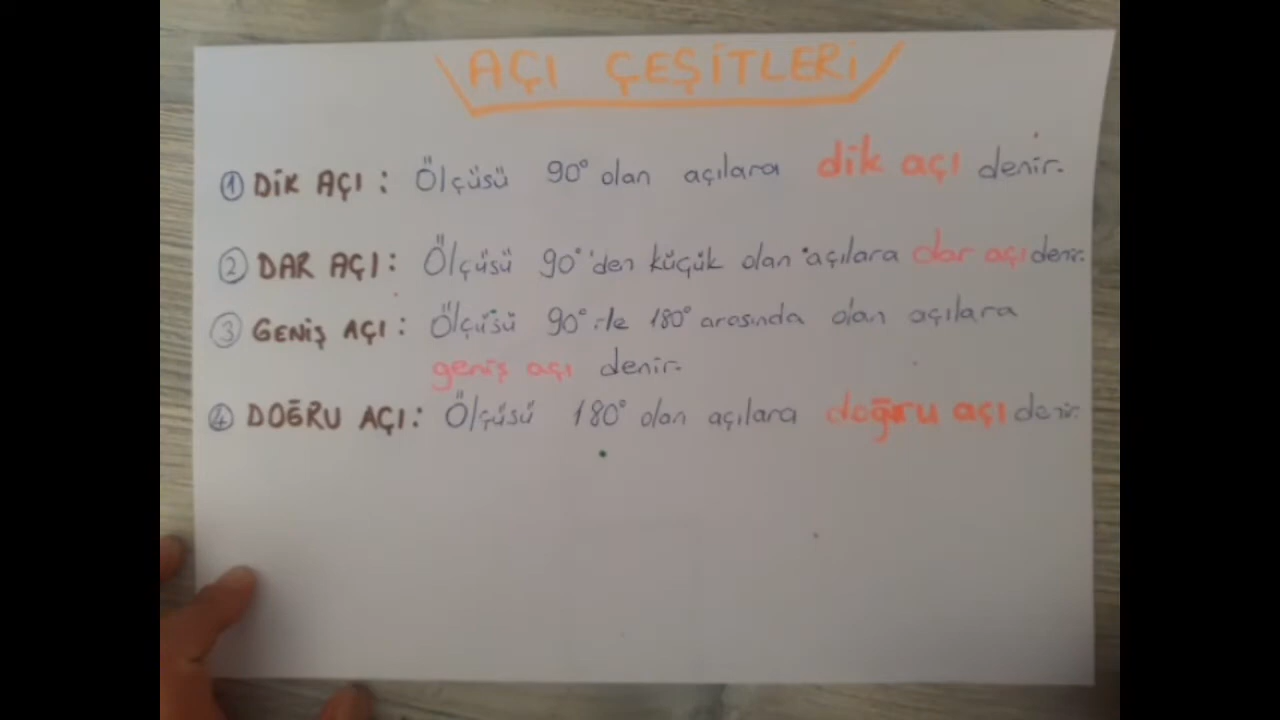 AÇI ÇEŞİTLERİ
① DİK AÇI : Ölçüsü 90° olan açılara dik açı denir.
② DAR AÇI : Ölçüsü 90°'den küçük olan açılara dar açı denir.
③ GENİŞ AÇI : Ölçüsü 90° ile 180° arasında olan açılara
geniş açı denir.
④ DOĞRU AÇI : Ölçüsü 180° olan açılara doğru açı denir.